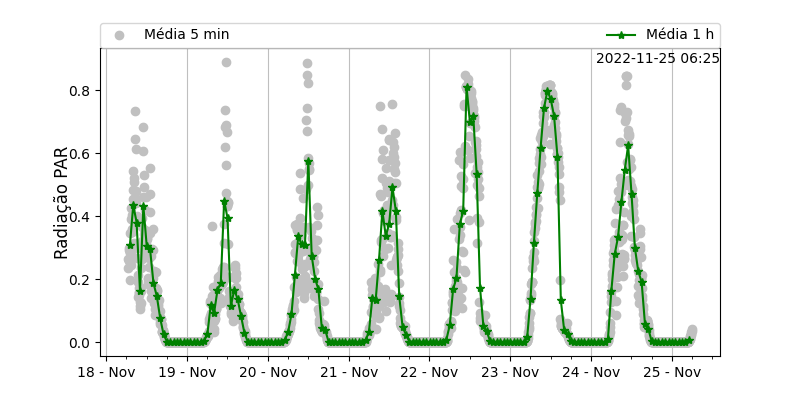 Média 5 min
Média 1 h
2022-11-25 06:25
Radiação PAR
0.8
0.6
0.4
0.2
0.0
18 - Nov
19 - Nov
20 - Nov
21 - Nov
22 - Nov
23 - Nov
24 - Nov
25 - Nov